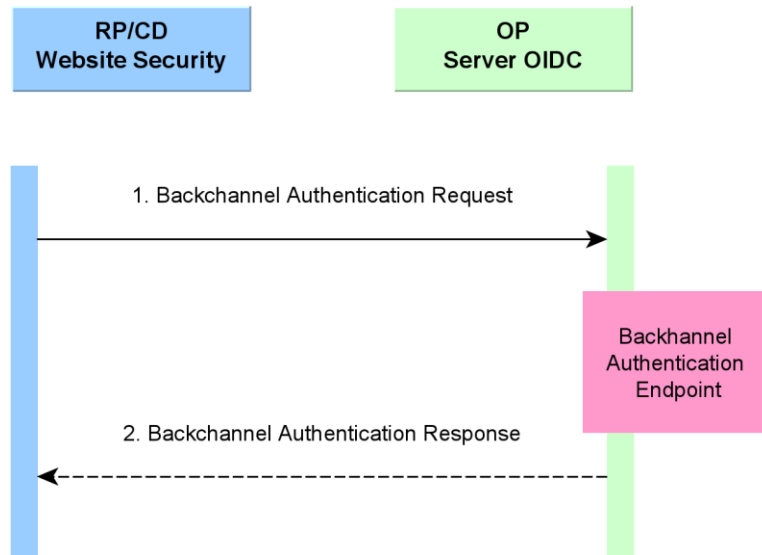 RP/CD
Website Security
OP
Server OIDC
1. Backchannel Authentication Request
Backhannel
Authentication
Endpoint
2. Backchannel Authentication Response